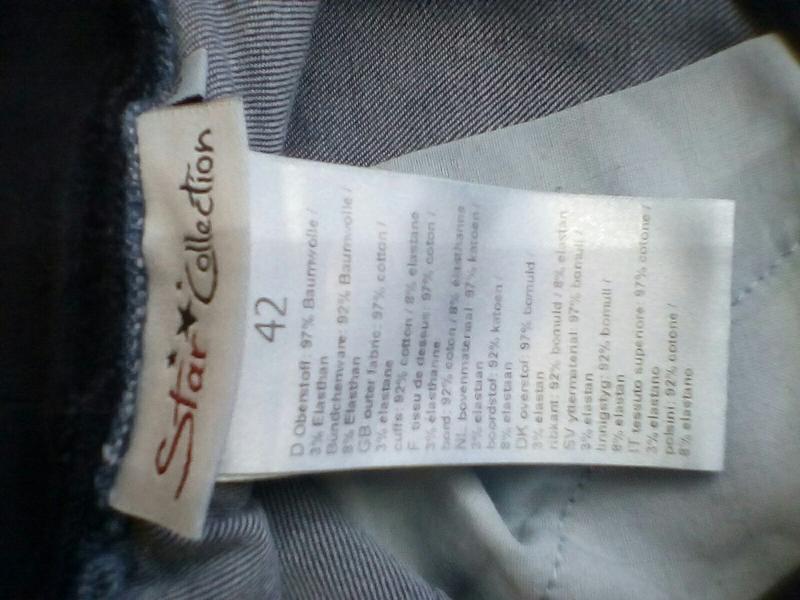 Star Collection
42
D Oberstoff: 97% Baumwolle /
3% Elasthan
Bündchenware: 92% Baumwolle /
8% Elasthan
GB outer fabric: 97% cotton /
3% elastane
cuffs: 92% cotton / 8% elastane
F tissu de dessus: 97% coton /
3% élasthanne
bord: 92% coton / 8% élasthanne
NL bovenmateriaal: 97% katoen /
3% elastaan
boordstof: 92% katoen /
8% elastaan
DK overstof: 97% bomuld
3% elastan
ribkant: 92% bomuld / 8% elastan
SV yttermaterial: 97% bomull /
3% elastan
linningstyg: 92% bomull /
8% elastan
IT tessuto superiore: 97% cotone /
3% elastano
polsini: 92% cotone /
8% elastano